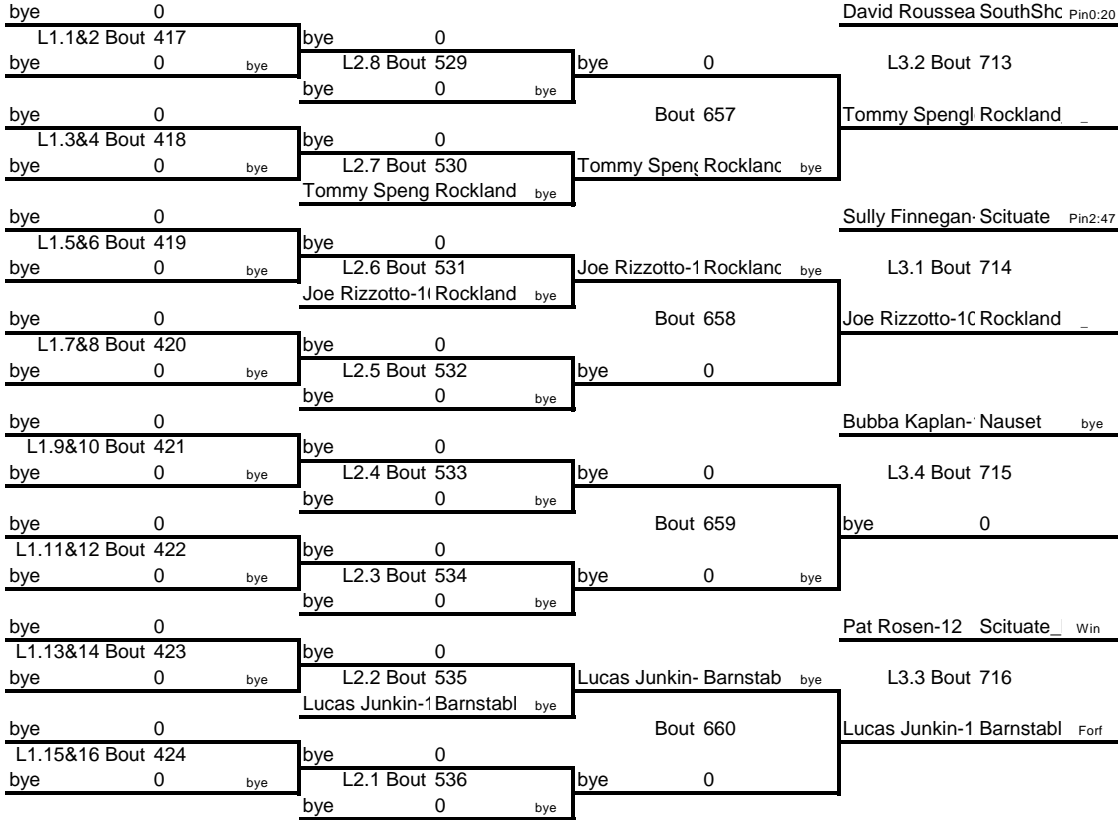 bye 0 David Roussea SouthSho Pin0:20
L1.1&2 Bout 417 bye 0
bye 0 bye L2.8 Bout 529 bye 0 L3.2 Bout 713
bye 0 bye
bye 0 Bout 657 Tommy Spengl Rockland _
L1.3&4 Bout 418 bye 0
bye 0 bye L2.7 Bout 530 Tommy Speng Rocklanc bye
Tommy Speng Rockland bye
bye 0 Sully Finnegan- Scituate Pin2:47
L1.5&6 Bout 419 bye 0
bye 0 bye L2.6 Bout 531 Joe Rizzotto-1 Rocklanc bye L3.1 Bout 714
Joe Rizzotto-1( Rockland bye
bye 0 Bout 658 Joe Rizzotto-1( Rockland _
L1.7&8 Bout 420 bye 0
bye 0 bye L2.5 Bout 532 bye 0
bye 0 bye
bye 0 Bubba Kaplan- Nauset bye
L1.9&10 Bout 421 bye 0
bye 0 bye L2.4 Bout 533 bye 0 L3.4 Bout 715
bye 0 bye
bye 0 Bout 659 bye 0
L1.11&12 Bout 422 bye 0
bye 0 bye L2.3 Bout 534 bye 0 bye
bye 0 bye
bye 0 Pat Rosen-12 Scituate_ Win
L1.13&14 Bout 423 bye 0
bye 0 bye L2.2 Bout 535 Lucas Junkin- Barnstab bye L3.3 Bout 716
Lucas Junkin-1 Barnstabl bye
bye 0 Bout 660 Lucas Junkin-1 Barnstabl Forf
L1.15&16 Bout 424 bye 0
bye 0 bye L2.1 Bout 536 bye 0
bye 0 bye